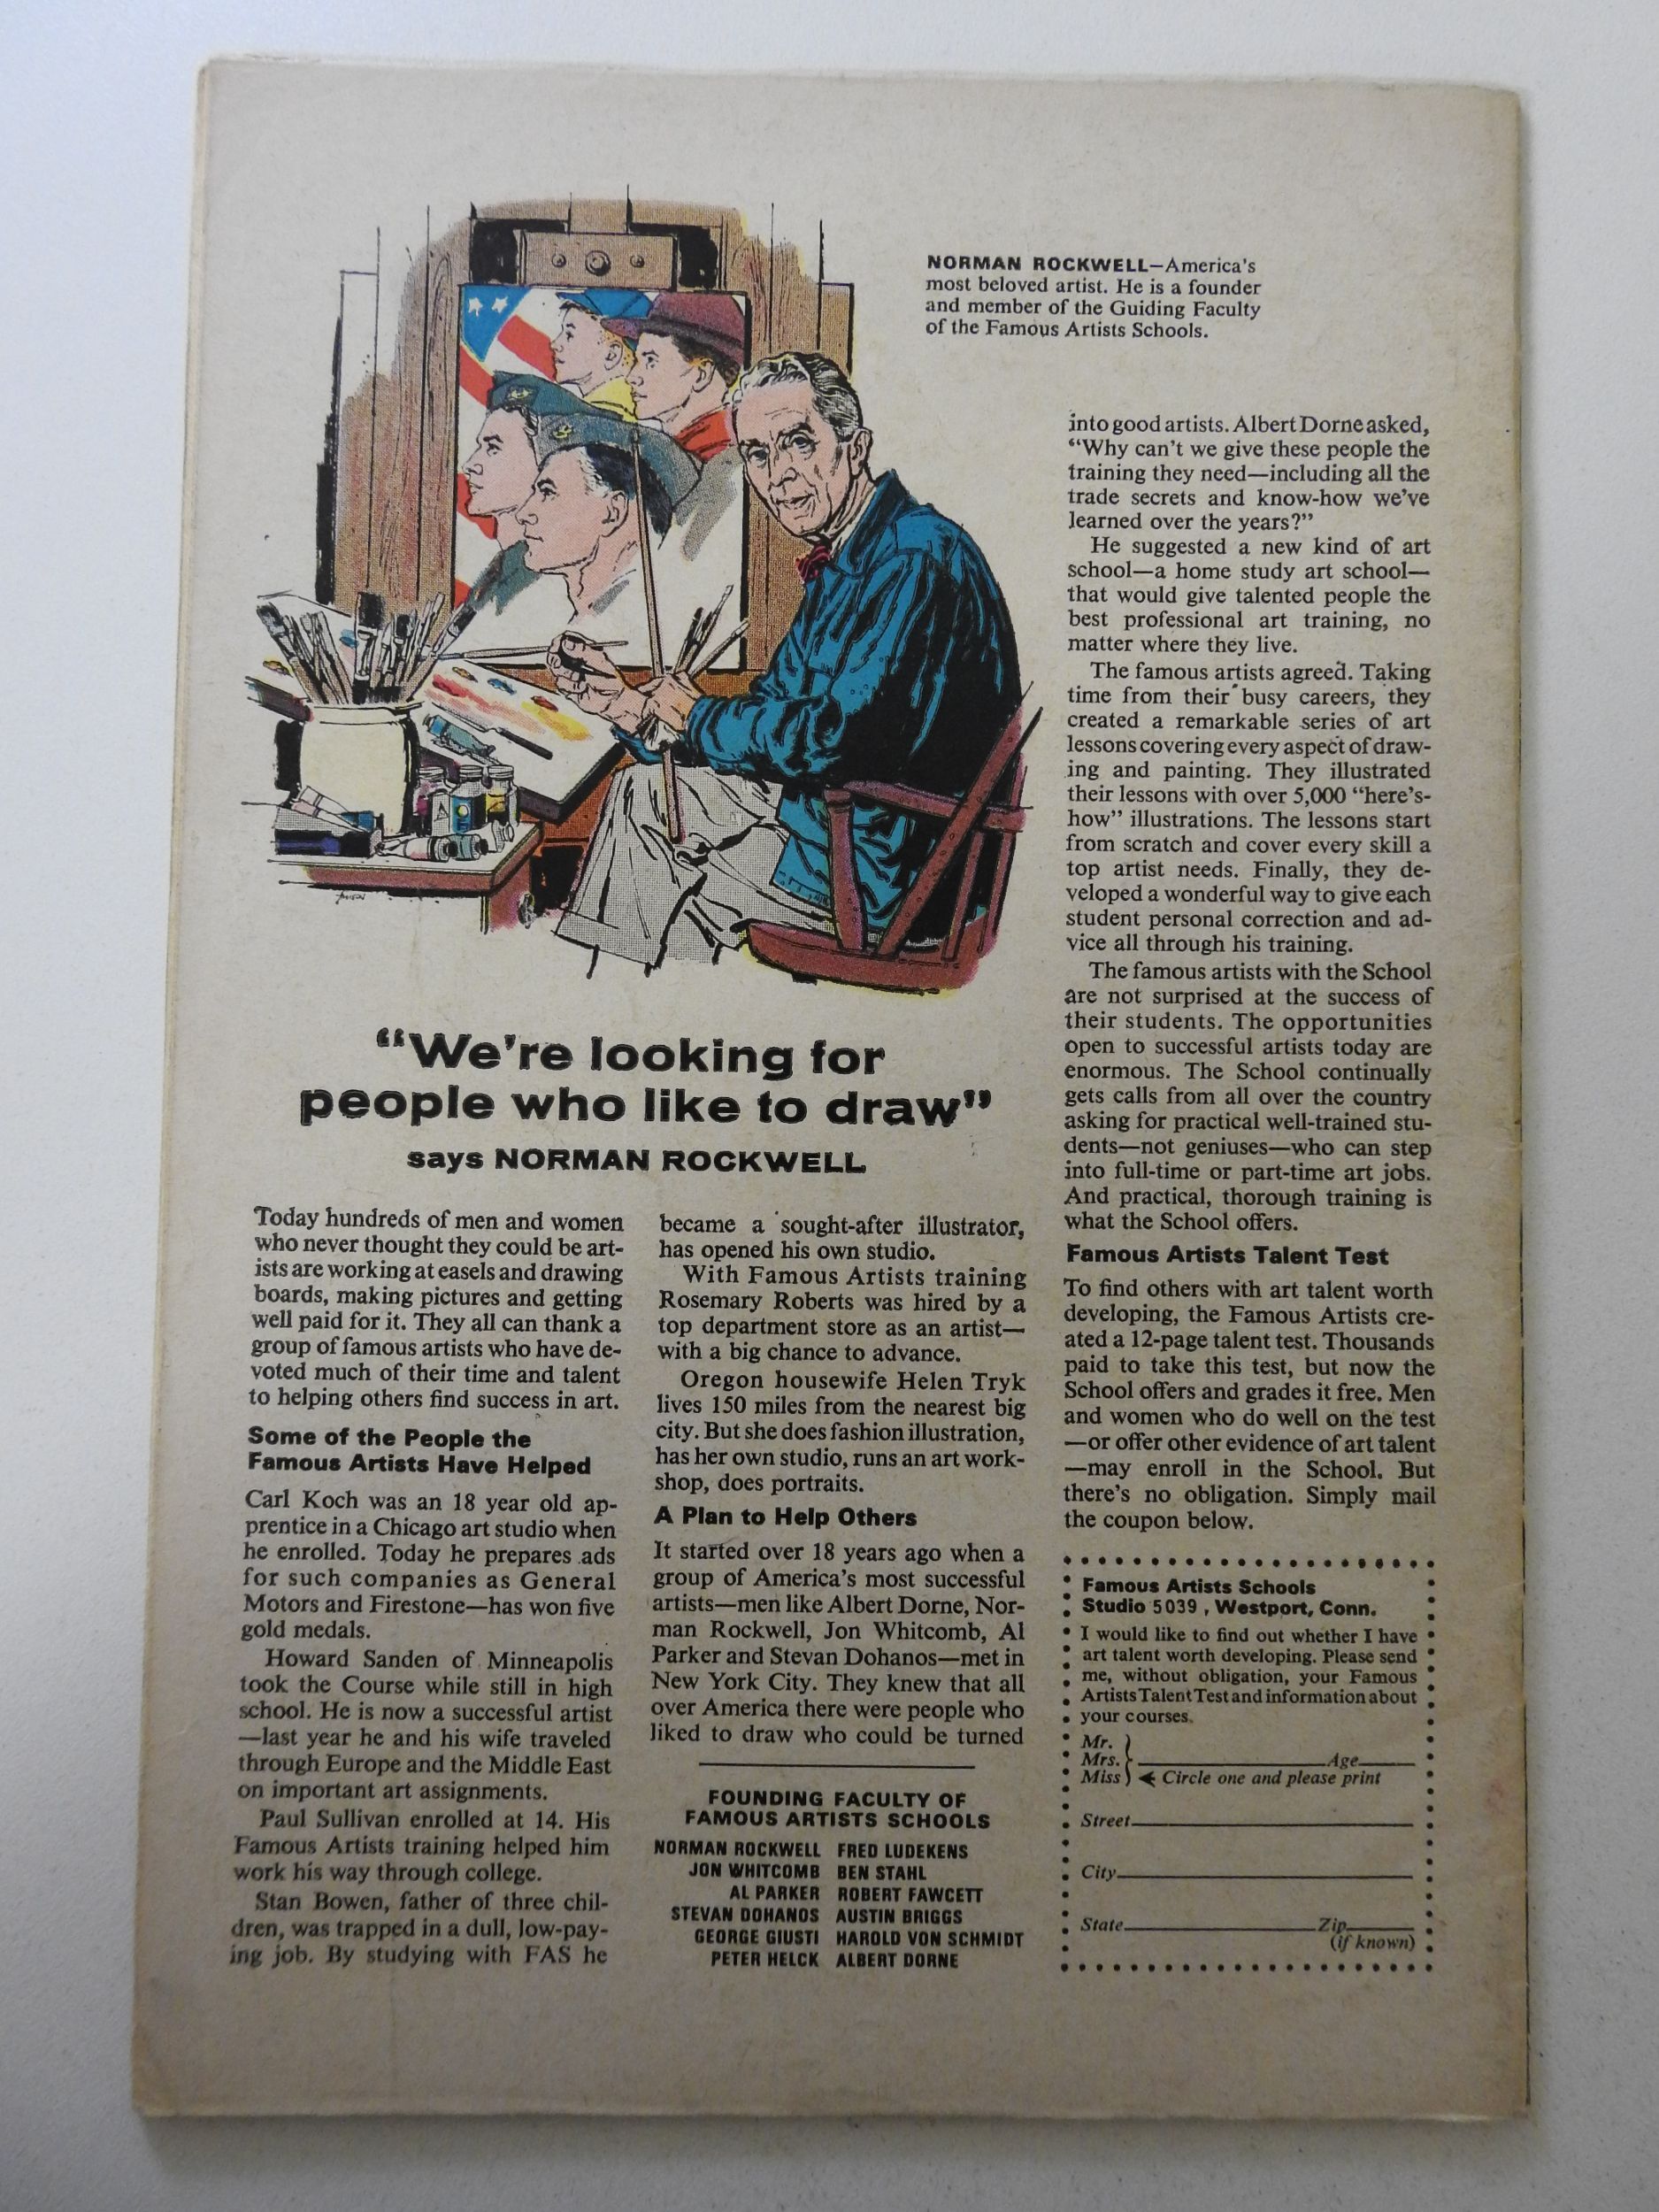 NORMAN ROCKWELL—America's
most beloved artist. He is a founder
and member of the Guiding Faculty
of the Famous Artists Schools.
“We're looking for
people who like to draw”
says NORMAN ROCKWELL
Today hundreds of men and women
who never thought they could be art-
ists are working at easels and drawing
boards, making pictures and getting
well paid for it. They all can thank a
group of famous artists who have de-
voted much of their time and talent
to helping others find success in art.
Some of the People the
Famous Artists Have Helped
Carl Koch was an 18 year old ap-
prentice in a Chicago art studio when
he enrolled. Today he prepares ads
for such companies as General
Motors and Firestone—has won five
gold medals.
Howard Sanden of Minneapolis
took the Course while still in high
school. He is now a successful artist
—last year he and his wife traveled
through Europe and the Middle East
on important art assignments.
Paul Sullivan enrolled at 14. His
Famous Artists training helped him
work his way through college.
Stan Bowen, father of three chil-
dren, was trapped in a dull, low-pay-
ing job. By studying with FAS he
became a sought-after illustrator,
has opened his own studio.
With Famous Artists training
Rosemary Roberts was hired by a
top department store as an artist—
with a big chance to advance.
Oregon housewife Helen Tryk
lives 150 miles from the nearest big
city. But she does fashion illustration,
has her own studio, runs an art work-
shop, does portraits.
A Plan to Help Others
It started over 18 years ago when a
group of America's most successful
artists—men like Albert Dorne, Nor-
man Rockwell, Jon Whitcomb, Al
Parker and Stevan Dohanos—met in
New York City. They knew that all
over America there were people who
liked to draw who could be turned
FOUNDING FACULTY OF
FAMOUS ARTISTS SCHOOLS
NORMAN ROCKWELL FRED LUDEKENS
JON WHITCOMB BEN STAHL
AL PARKER ROBERT FAWCETT
STEVAN DOHANOS AUSTIN BRIGGS
GEORGE GIUSTI HAROLD VON SCHMIDT
PETER HELCK ALBERT DORNE
into good artists. Albert Dorne asked,
“Why can't we give these people the
training they need—including all the
trade secrets and know-how we've
learned over the years?”
He suggested a new kind of art
school—a home study art school—
that would give talented people the
best professional art training, no
matter where they live.
The famous artists agreed. Taking
time from their busy careers, they
created a remarkable series of art
lessons covering every aspect of draw-
ing and painting. They illustrated
their lessons with over 5,000 “here's-
how” illustrations. The lessons start
from scratch and cover every skill a
top artist needs. Finally, they de-
veloped a wonderful way to give each
student personal correction and ad-
vice all through his training.
The famous artists with the School
are not surprised at the success of
their students. The opportunities
open to successful artists today are
enormous. The School continually
gets calls from all over the country
asking for practical well-trained stu-
dents—not geniuses—who can step
into full-time or part-time art jobs.
And practical, thorough training is
what the School offers.
Famous Artists Talent Test
To find others with art talent worth
developing, the Famous Artists cre-
ated a 12-page talent test. Thousands
paid to take this test, but now the
School offers and grades it free. Men
and women who do well on the test
—or offer other evidence of art talent
—may enroll in the School. But
there's no obligation. Simply mail
the coupon below.
Famous Artists Schools
Studio 5039 , Westport, Conn.
I would like to find out whether I have
art talent worth developing. Please send
me, without obligation, your Famous
Artists Talent Test and information about
your courses.
Mr.
Mrs. Age
Miss Circle one and please print
Street
City
State Zip
(if known)